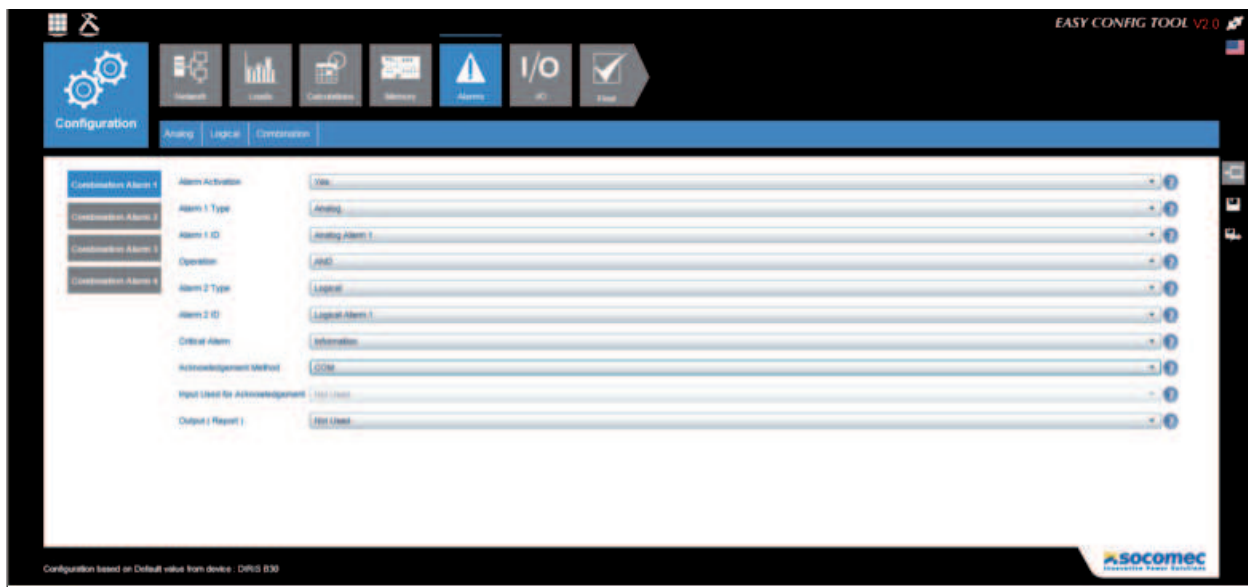 EASY CONFIG TOOL V2.0
Configuration
Network
Loads
Calculations
Memory
Alarms
I/O
I/O
Final
Analog
Logical
Combination
Combination Alarm 1
Combination Alarm 2
Combination Alarm 3
Combination Alarm 4
Alarm Activation
Yes
Alarm 1 Type
Analog
Alarm 1 ID
Analog Alarm 1
Operation
AND
Alarm 2 Type
Logical
Alarm 2 ID
Logical Alarm 1
Critical Alarm
Information
Acknowledgement Method
COM
Input Used for Acknowledgement
Not Used
Output ( Report )
Not Used
Configuration based on Default value from device : DIRIS B30
socomec
Innovative Power Solutions